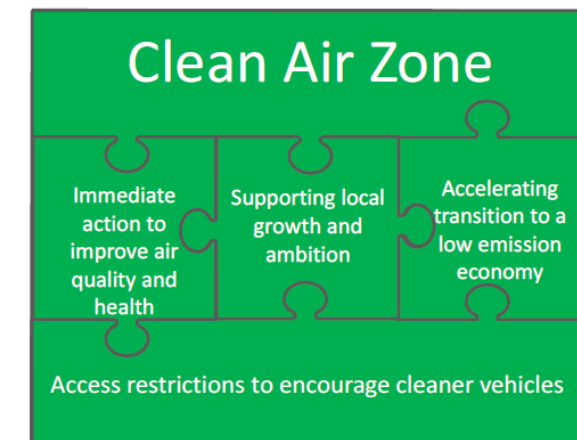 Clean Air Zone
Immediate
action to
improve air
quality and
health
Supporting local
growth and
ambition
Accelerating
transition to a
low emission
economy
Access restrictions to encourage cleaner vehicles